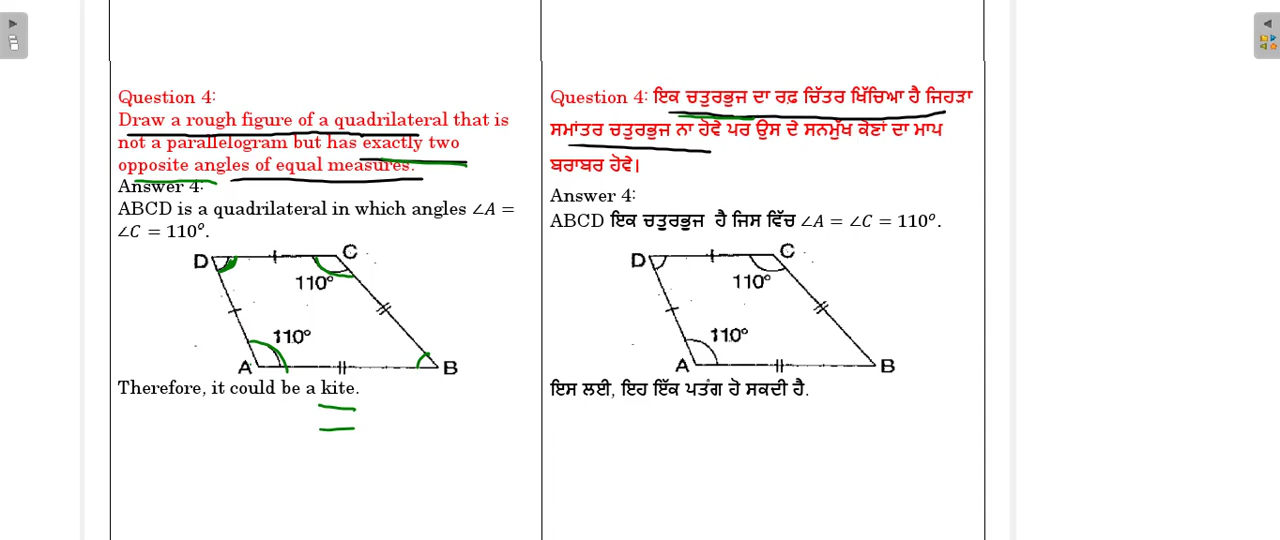 Question 4:
Draw a rough figure of a quadrilateral that is
not a parallelogram but has exactly two
opposite angles of equal measures.
Answer 4:
ABCD is a quadrilateral in which angles ∠A =
∠C = 110°.
D
C
110°
110°
A
B
Therefore, it could be a kite.
Question 4: ਇਕ ਚਤੁਰਭੁਜ ਦਾ ਰਫ਼ ਚਿੱਤਰ ਖਿੱਚਿਆ ਹੈ ਜਿਹੜਾ
ਸਮਾਂਤਰ ਚਤੁਰਭੁਜ ਨਾ ਹੋਵੇ ਪਰ ਉਸ ਦੇ ਸਨਮੁੱਖ ਕੋਣਾਂ ਦਾ ਮਾਪ
ਬਰਾਬਰ ਹੋਵੇ।
Answer 4:
ABCD ਇਕ ਚਤੁਰਭੁਜ ਹੈ ਜਿਸ ਵਿੱਚ ∠A = ∠C = 110°.
D
C
110°
110°
A
B
ਇਸ ਲਈ, ਇਹ ਇੱਕ ਪਤੰਗ ਹੋ ਸਕਦੀ ਹੈ.